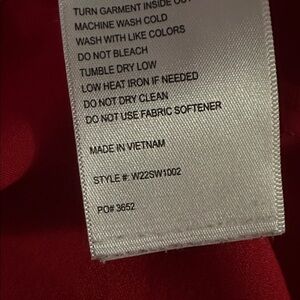 TURN GARMENT INSIDE OUT
MACHINE WASH COLD
WASH WITH LIKE COLORS
DO NOT BLEACH
TUMBLE DRY LOW
LOW HEAT IRON IF NEEDED
DO NOT DRY CLEAN
DO NOT USE FABRIC SOFTENER
MADE IN VIETNAM
STYLE #: W22SW1002
PO# 3652